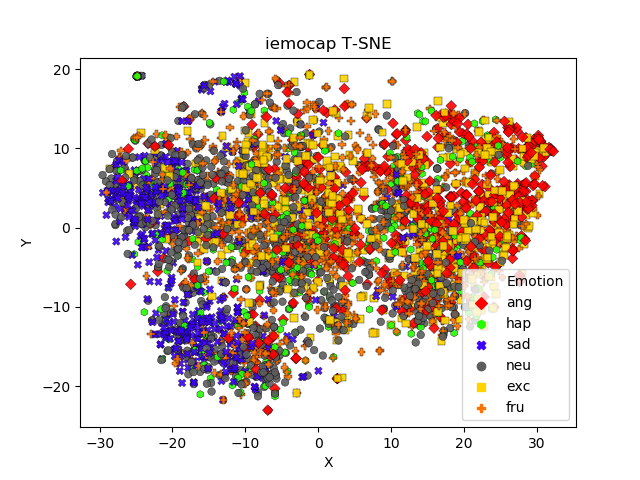 iemocap T-SNE
20
10
0
−10
−20
Y
−30
−20
−10
0
10
20
30
X
Emotion
ang
hap
sad
neu
exc
fru